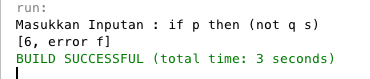 run:
Masukkan Inputan : if p then (not q s)
[6, error f]
BUILD SUCCESSFUL (total time: 3 seconds)